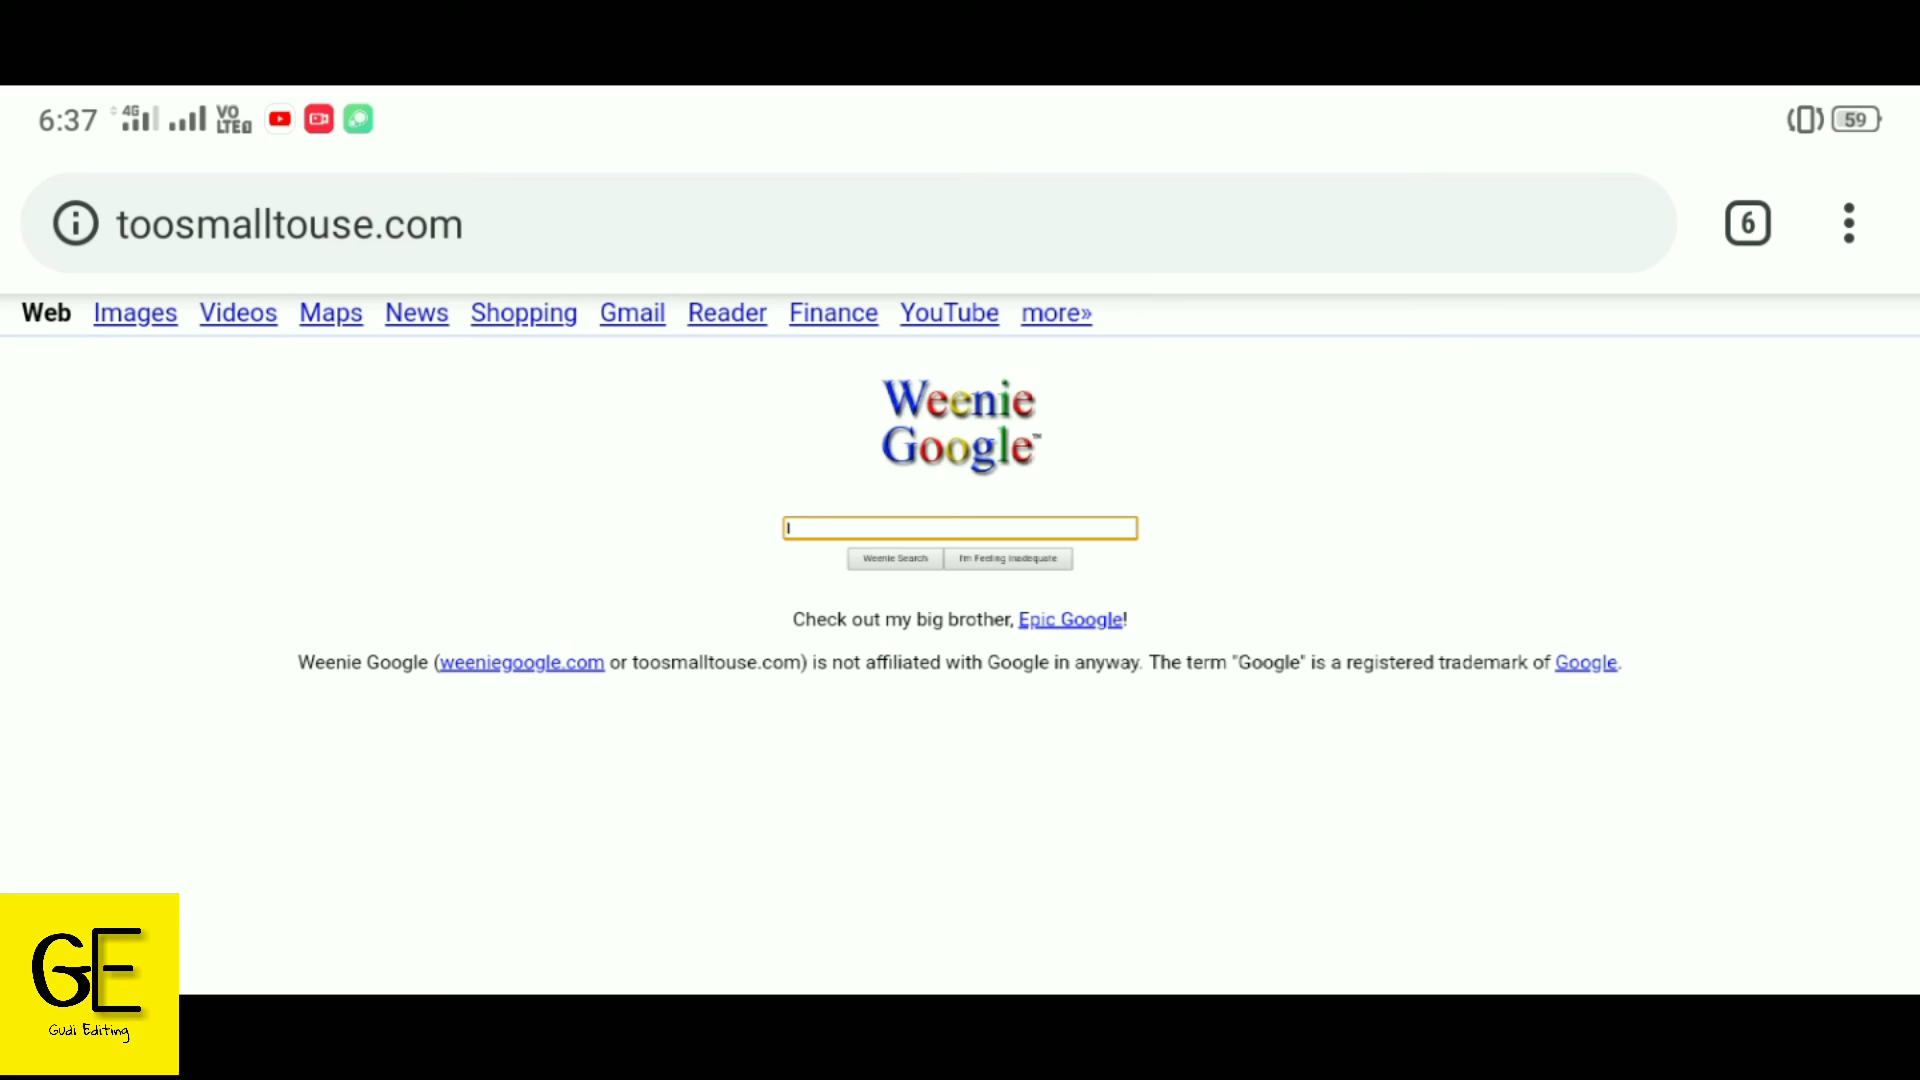 6:37 4G VO LTE 59
toosmalltouse.com 6
Web Images Videos Maps News Shopping Gmail Reader Finance YouTube more»
Weenie
Google™
Weenie Search I'm Feeling Inadequate
Check out my big brother, Epic Google!
Weenie Google (weeniegoogle.com or toosmalltouse.com) is not affiliated with Google in anyway. The term "Google" is a registered trademark of Google.
GE
Gudi Editing